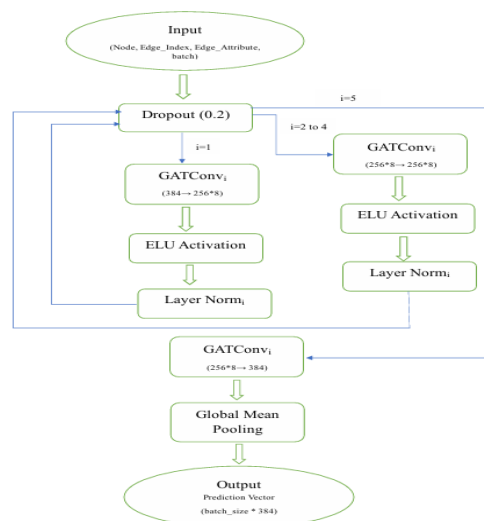 Input
(Node, Edge_Index, Edge_Attribute,
batch)
Dropout (0.2)
i=5
i=2 to 4
i=1
GATConvᵢ
(384→ 256*8)
ELU Activation
Layer Normᵢ
GATConvᵢ
(256*8→ 256*8)
ELU Activation
Layer Normᵢ
GATConvᵢ
(256*8→ 384)
Global Mean
Pooling
Output
Prediction Vector
(batch_size * 384)